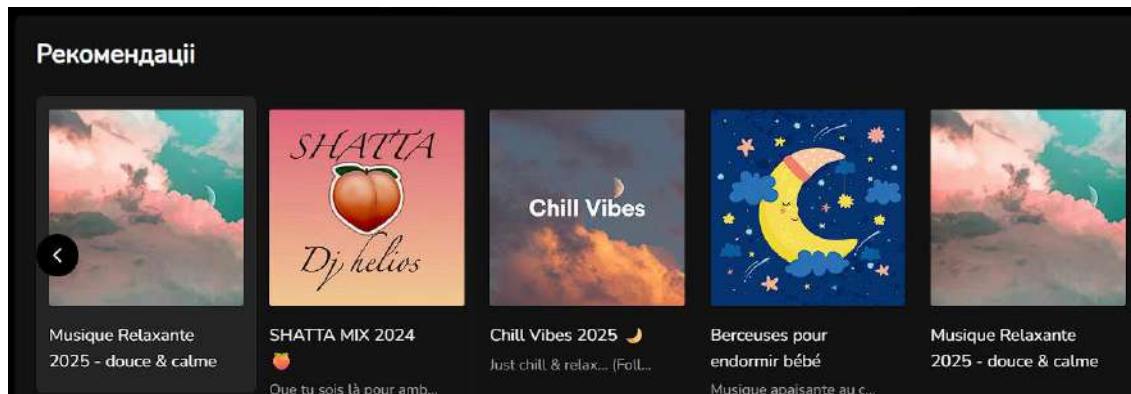 Рекомендації
SHATTA
Dj helios
Chill Vibes
Musique Relaxante
2025 - douce & calme
SHATTA MIX 2024
🍑
Que tu sois là pour amb...
Chill Vibes 2025 🌙
Just chill & relax... (Foll...
Berceuses pour
endormir bébé
Musique apaisante au c...
Musique Relaxante
2025 - douce & calme